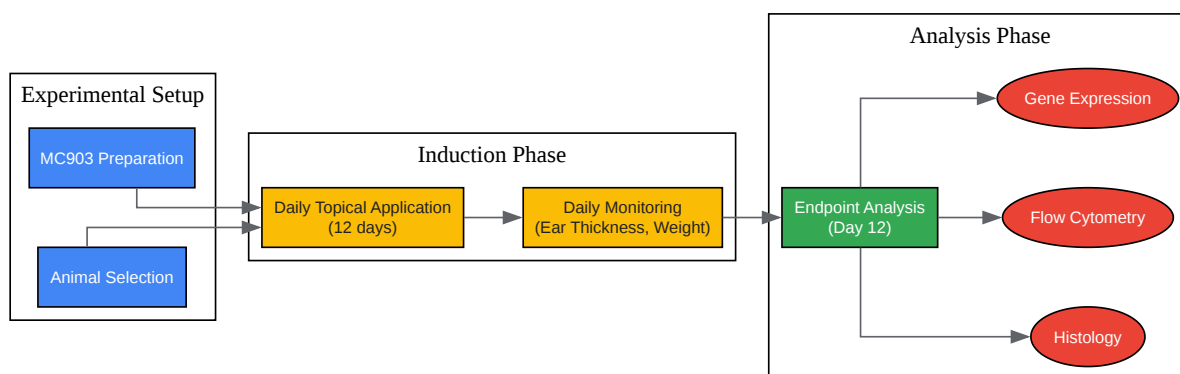 Experimental Setup
MC903 Preparation
Animal Selection
Induction Phase
Daily Topical Application
(12 days)
Daily Monitoring
(Ear Thickness, Weight)
Analysis Phase
Endpoint Analysis
(Day 12)
Gene Expression
Flow Cytometry
Histology